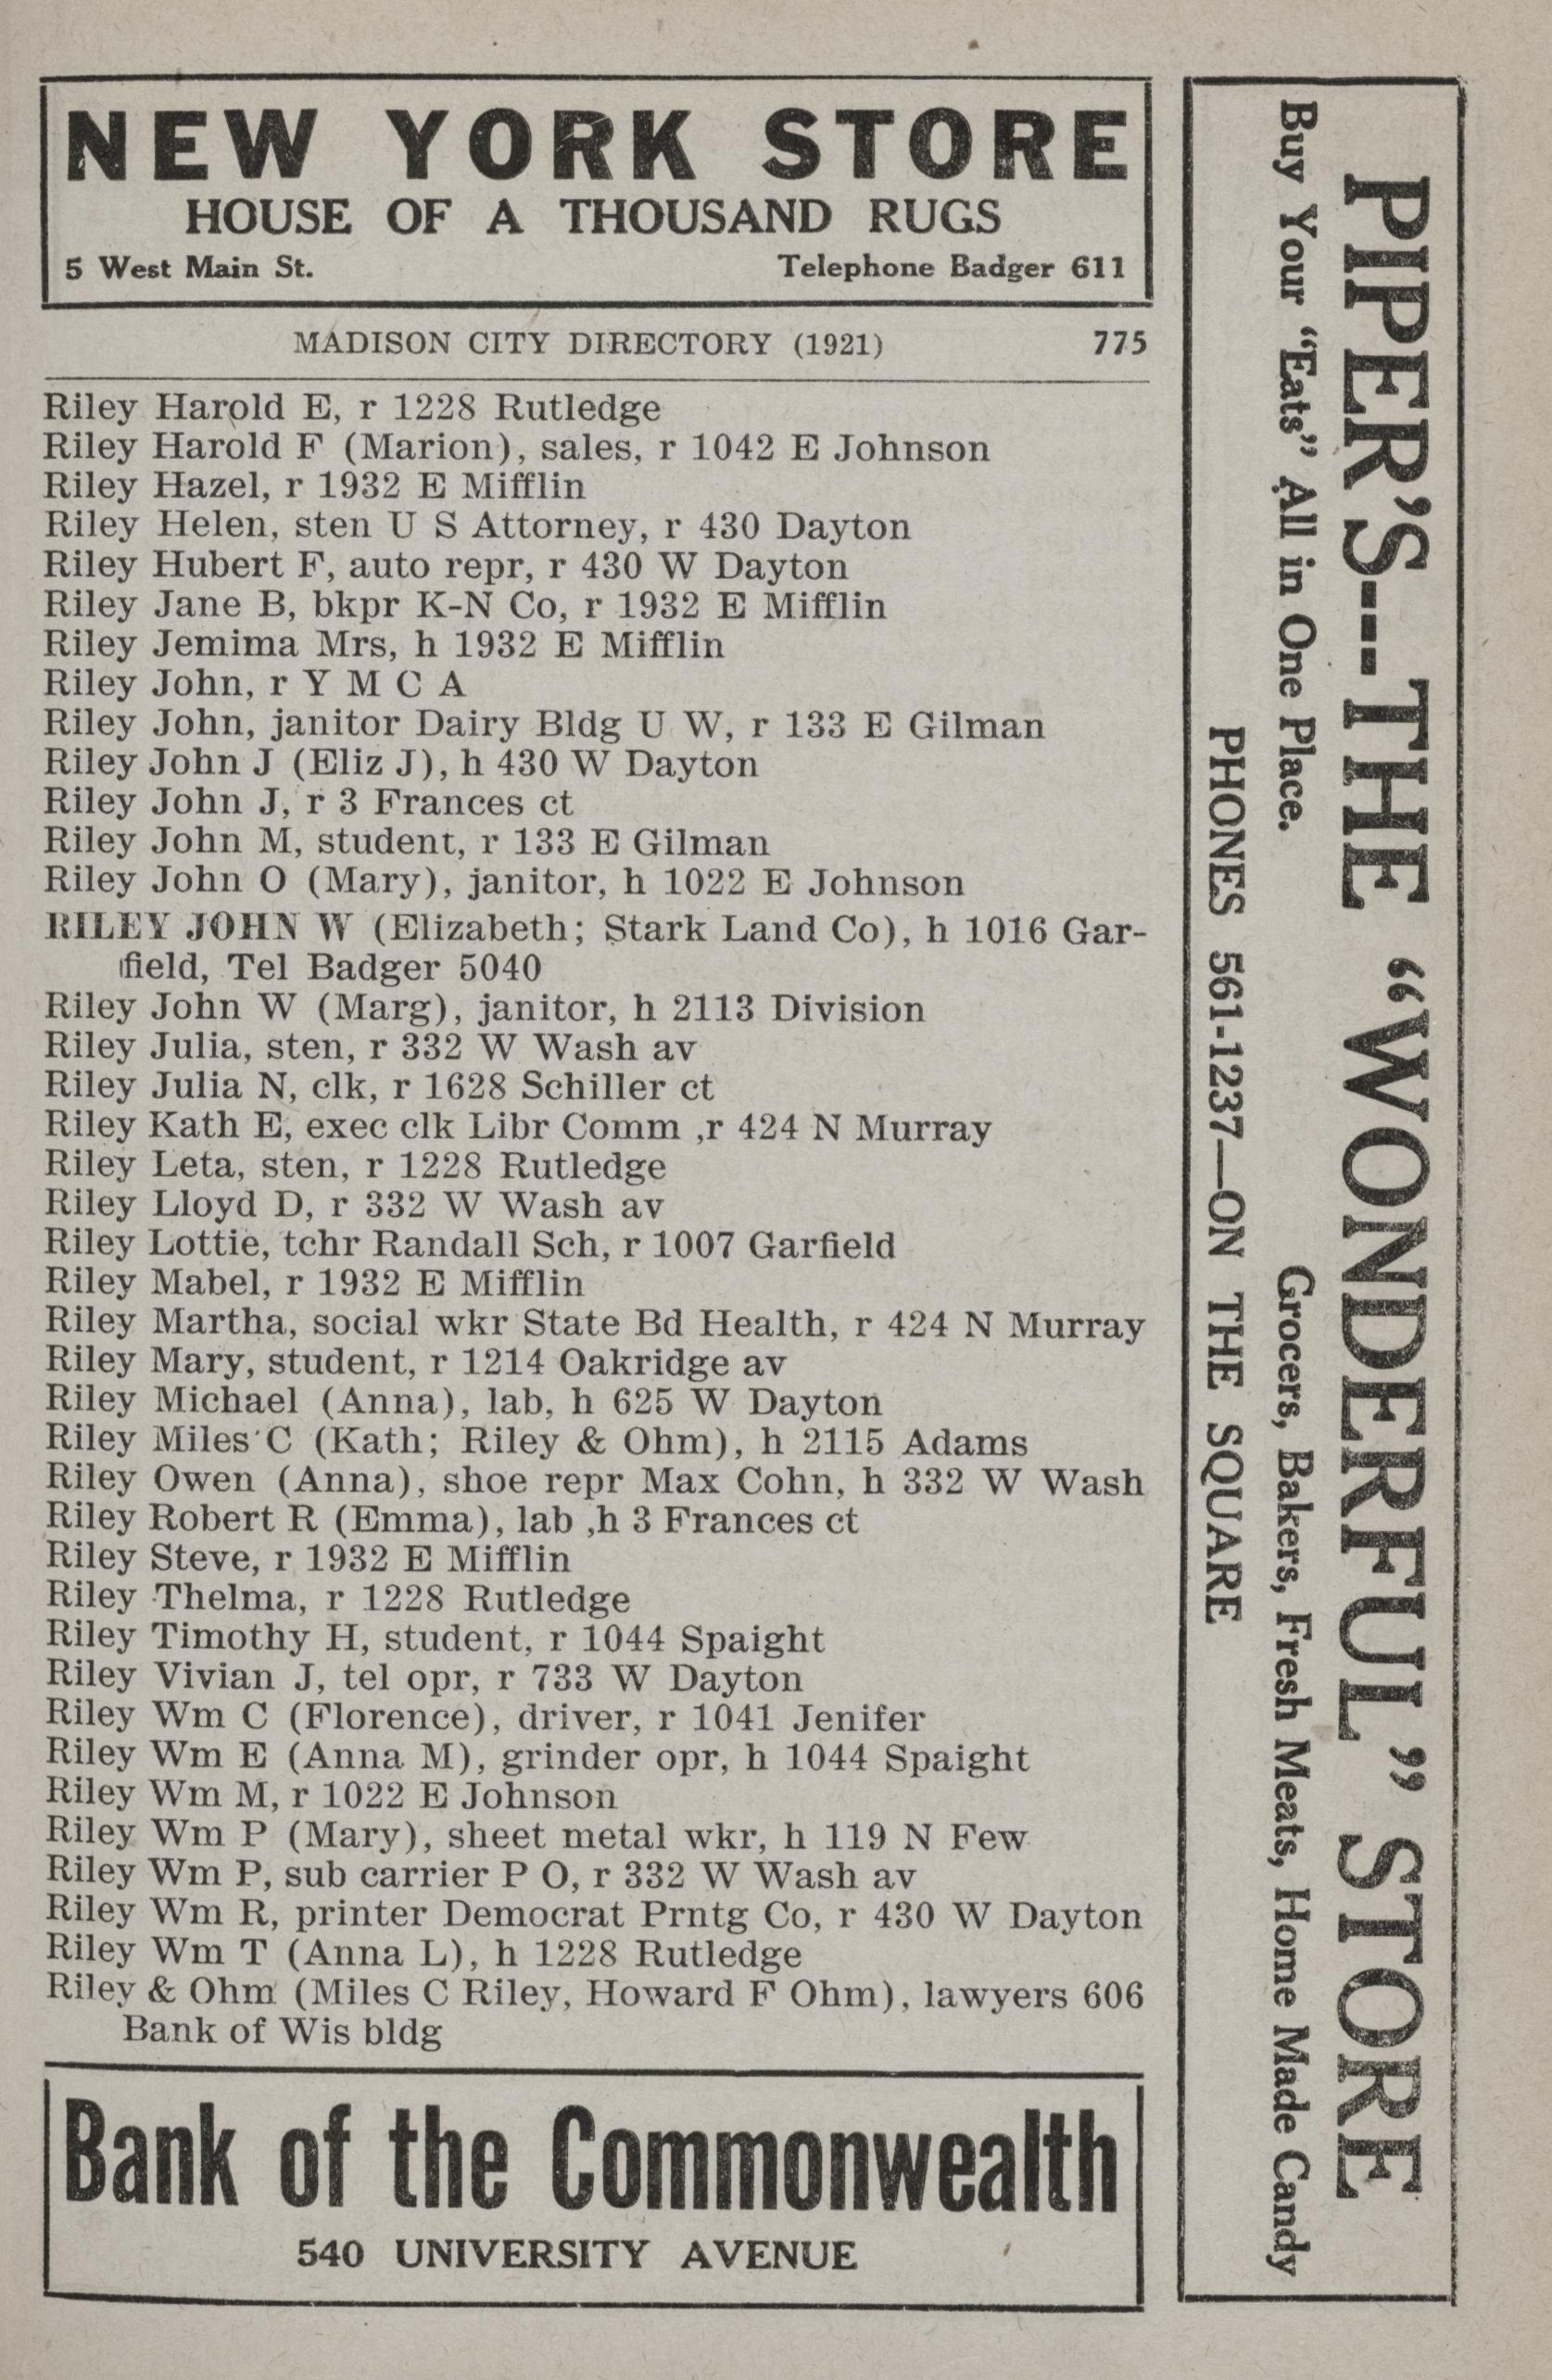 NEW YORK STORE
HOUSE OF A THOUSAND RUGS
5 West Main St. Telephone Badger 611
MADISON CITY DIRECTORY (1921) 775
Riley Harold E, r 1228 Rutledge
Riley Harold F (Marion), sales, r 1042 E Johnson
Riley Hazel, r 1932 E Mifflin
Riley Helen, sten U S Attorney, r 430 Dayton
Riley Hubert F, auto repr, r 430 W Dayton
Riley Jane B, bkpr K-N Co, r 1932 E Mifflin
Riley Jemima Mrs, h 1932 E Mifflin
Riley John, r Y M C A
Riley John, janitor Dairy Bldg U W, r 133 E Gilman
Riley John J (Eliz J), h 430 W Dayton
Riley John J, r 3 Frances ct
Riley John M, student, r 133 E Gilman
Riley John O (Mary), janitor, h 1022 E Johnson
RILEY JOHN W (Elizabeth; Stark Land Co), h 1016 Gar-
field, Tel Badger 5040
Riley John W (Marg), janitor, h 2113 Division
Riley Julia, sten, r 332 W Wash av
Riley Julia N, clk, r 1628 Schiller ct
Riley Kath E, exec clk Libr Comm ,r 424 N Murray
Riley Leta, sten, r 1228 Rutledge
Riley Lloyd D, r 332 W Wash av
Riley Lottie, tchr Randall Sch, r 1007 Garfield
Riley Mabel, r 1932 E Mifflin
Riley Martha, social wkr State Bd Health, r 424 N Murray
Riley Mary, student, r 1214 Oakridge av
Riley Michael (Anna), lab, h 625 W Dayton
Riley Miles C (Kath; Riley & Ohm), h 2115 Adams
Riley Owen (Anna), shoe repr Max Cohn, h 332 W Wash
Riley Robert R (Emma), lab ,h 3 Frances ct
Riley Steve, r 1932 E Mifflin
Riley Thelma, r 1228 Rutledge
Riley Timothy H, student, r 1044 Spaight
Riley Vivian J, tel opr, r 733 W Dayton
Riley Wm C (Florence), driver, r 1041 Jenifer
Riley Wm E (Anna M), grinder opr, h 1044 Spaight
Riley Wm M, r 1022 E Johnson
Riley Wm P (Mary), sheet metal wkr, h 119 N Few
Riley Wm P, sub carrier P O, r 332 W Wash av
Riley Wm R, printer Democrat Prntg Co, r 430 W Dayton
Riley Wm T (Anna L), h 1228 Rutledge
Riley & Ohm (Miles C Riley, Howard F Ohm), lawyers 606
Bank of Wis bldg
Bank of the Commonwealth
540 UNIVERSITY AVENUE
PIPER'S---THE "WONDERFUL" STORE
Buy Your "Eats" All in One Place. Grocers, Bakers, Fresh Meats, Home Made Candy
PHONES 561-1237—ON THE SQUARE